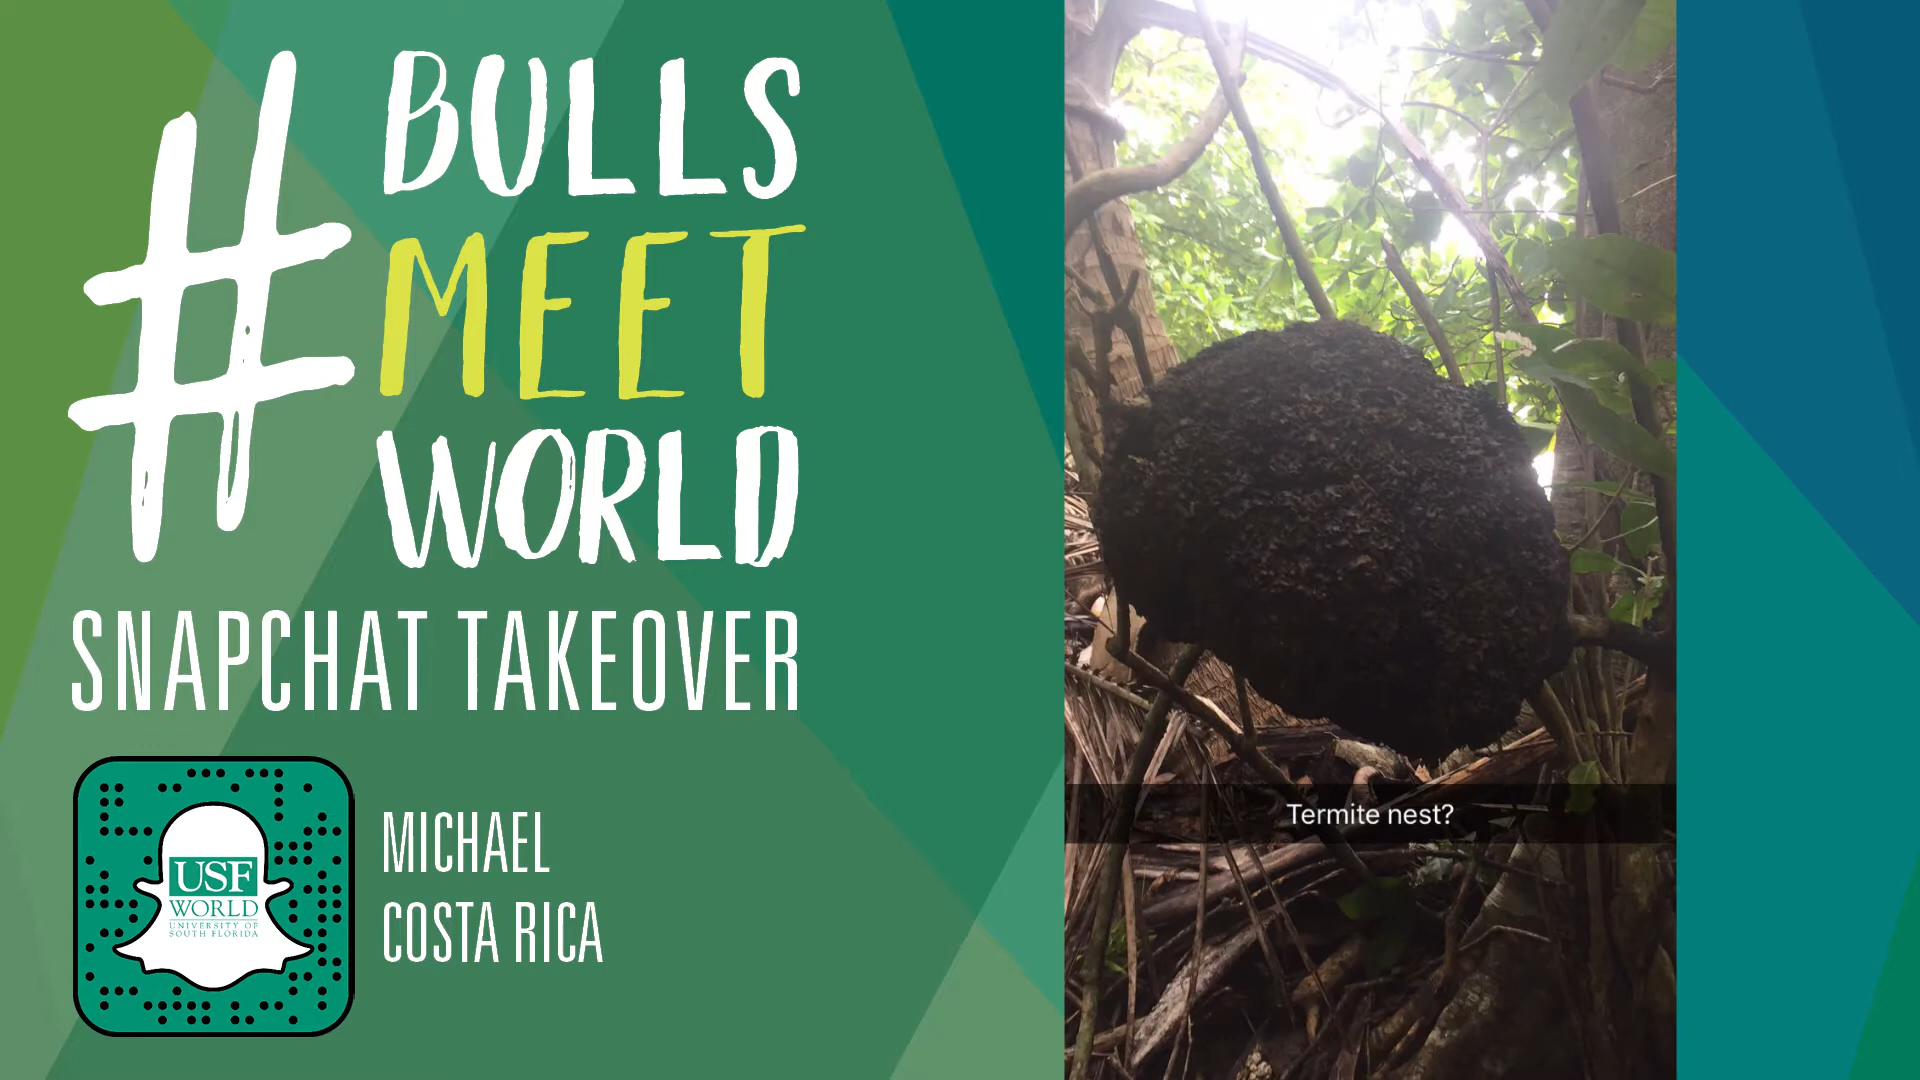 #BULLS
MEET
WORLD
SNAPCHAT TAKEOVER
USF
WORLD
UNIVERSITY OF
SOUTH FLORIDA
MICHAEL
COSTA RICA
Termite nest?